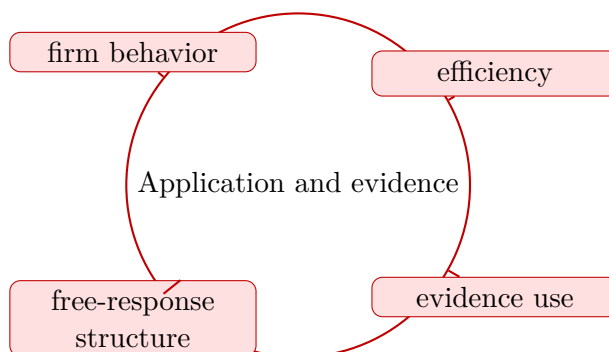 firm behavior
efficiency
Application and evidence
free-response
structure
evidence use